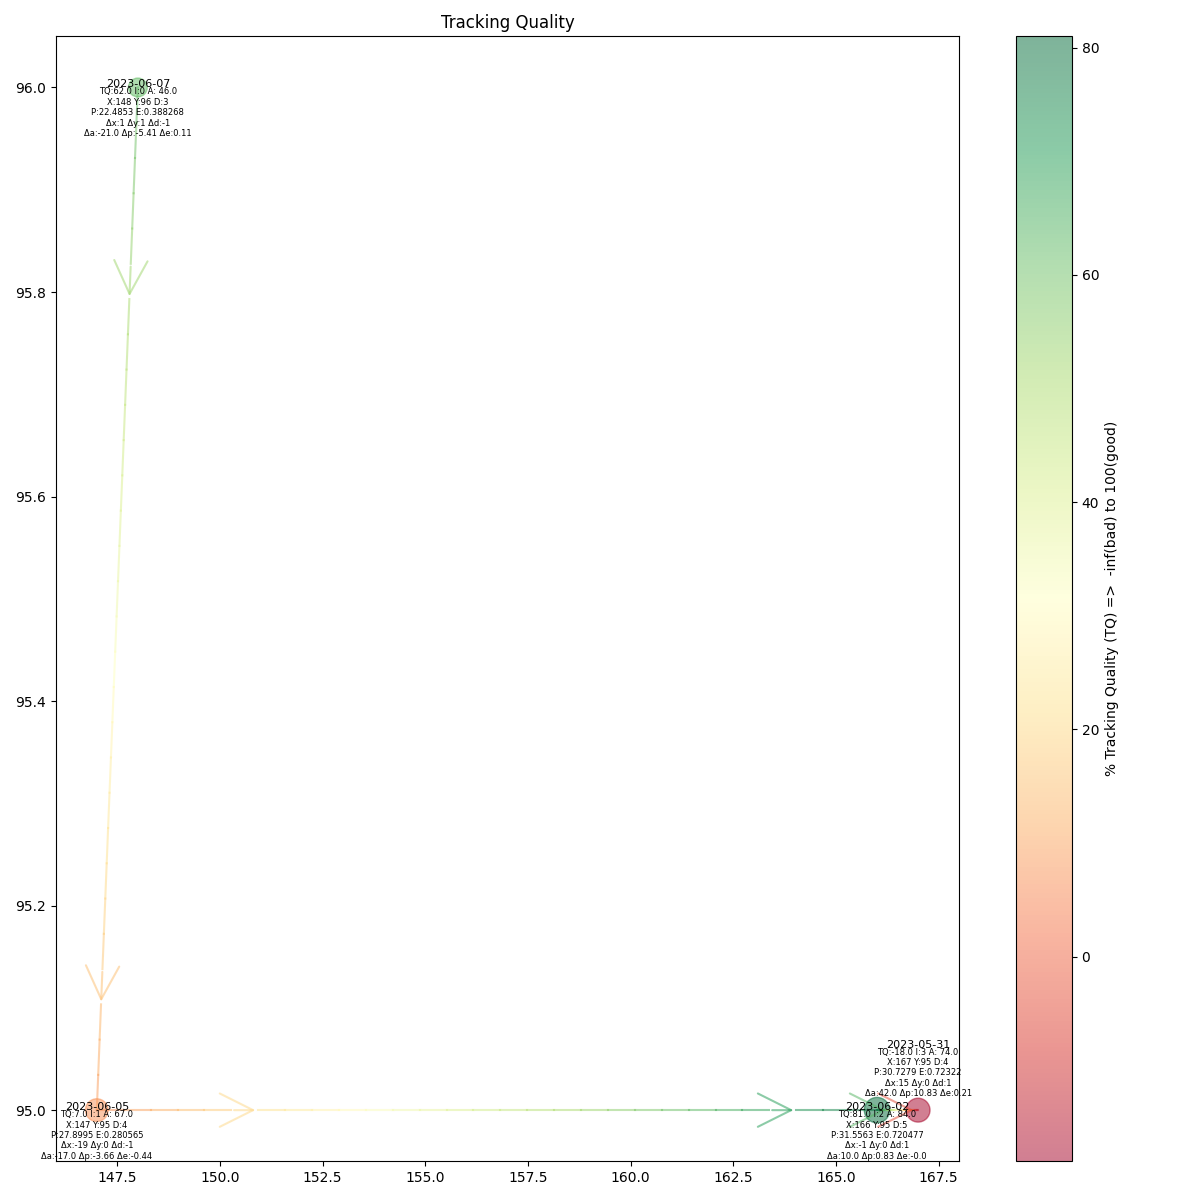 Tracking Quality
96.0
95.8
95.6
95.4
95.2
95.0
2023-06-07
TQ:62.0 I:0 A: 46.0
X:148 Y:96 D:3
P:22.4853 E:0.388268
Δx:1 Δy:1 Δd:-1
Δa:-21.0 Δp:-5.41 Δe:0.11
2023-05-31
TQ:-18.0 I:3 A: 74.0
X:167 Y:95 D:4
P:30.7279 E:0.72322
Δx:15 Δy:0 Δd:1
Δa:42.0 Δp:10.83 Δe:0.21
2023-06-05
TQ:7.0 I:1 A: 67.0
X:147 Y:95 D:4
P:27.8995 E:0.280565
Δx:-19 Δy:0 Δd:-1
Δa:-17.0 Δp:-3.66 Δe:-0.44
2023-06-02
TQ:81.0 I:2 A: 84.0
X:166 Y:95 D:5
P:31.5563 E:0.720477
Δx:-1 Δy:0 Δd:1
Δa:10.0 Δp:0.83 Δe:-0.0
147.5 150.0 152.5 155.0 157.5 160.0 162.5 165.0 167.5
80
60
40
20
0
% Tracking Quality (TQ) => -inf(bad) to 100(good)